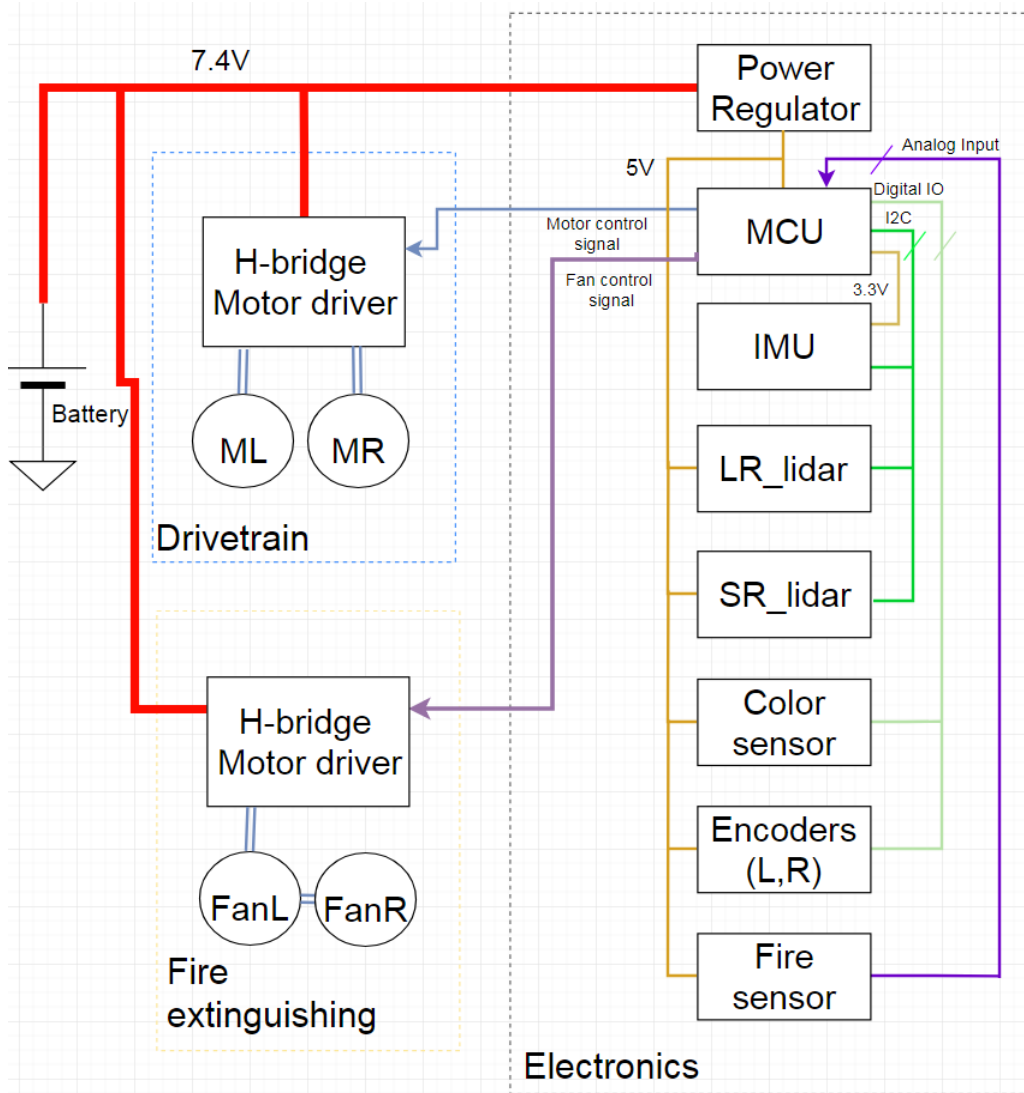 7.4V
Power
Regulator
Analog Input
5V
Digital IO
I2C
MCU
Motor control
signal
Fan control
signal
3.3V
H-bridge
Motor driver
IMU
Battery
ML
MR
LR_lidar
Drivetrain
SR_lidar
H-bridge
Motor driver
Color
sensor
Encoders
(L,R)
FanL
FanR
Fire
extinguishing
Fire
sensor
Electronics